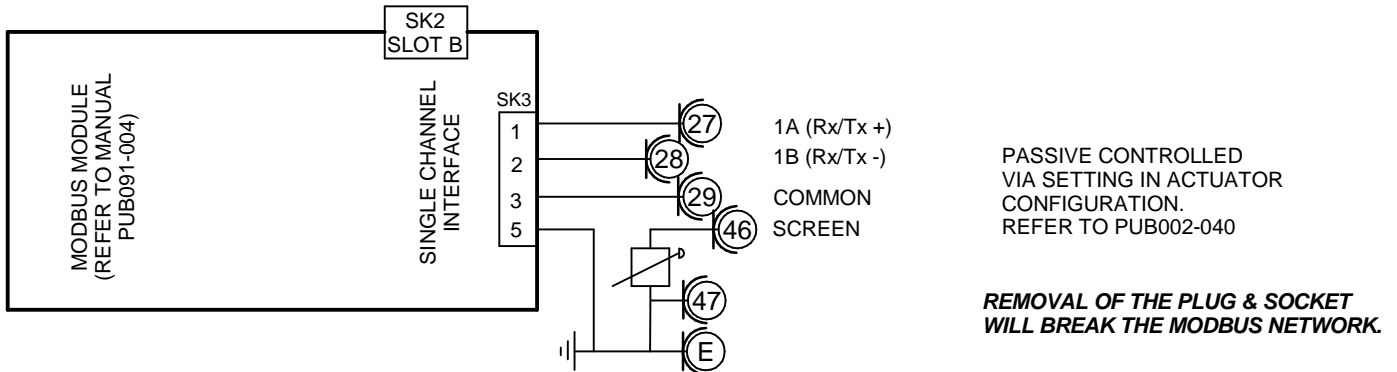 SK2
SLOT B
MODBUS MODULE
(REFER TO MANUAL
PUB091-004)
SINGLE CHANNEL
INTERFACE
SK3
1
2
3
5
27
28
29
46
47
E
1A (Rx/Tx +)
1B (Rx/Tx -)
COMMON
SCREEN
PASSIVE CONTROLLED
VIA SETTING IN ACTUATOR
CONFIGURATION.
REFER TO PUB002-040
REMOVAL OF THE PLUG & SOCKET
WILL BREAK THE MODBUS NETWORK.